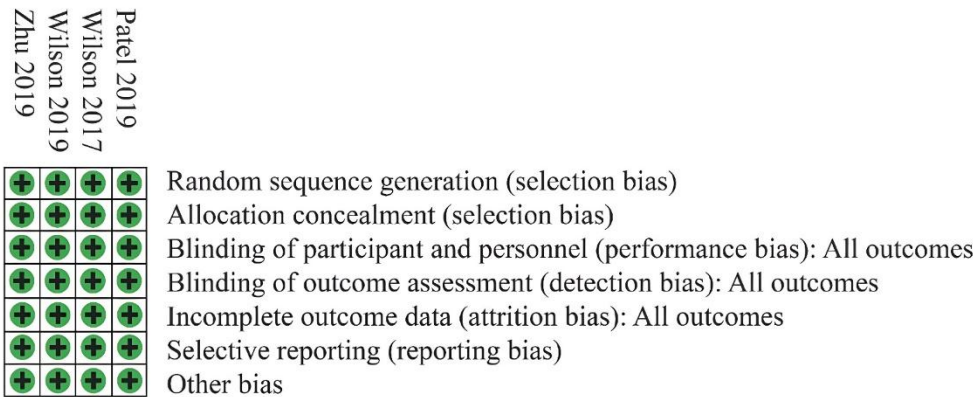 Zhu 2019
Wilson 2019
Wilson 2017
Patel 2019
Random sequence generation (selection bias)
Allocation concealment (selection bias)
Blinding of participant and personnel (performance bias): All outcomes
Blinding of outcome assessment (detection bias): All outcomes
Incomplete outcome data (attrition bias): All outcomes
Selective reporting (reporting bias)
Other bias